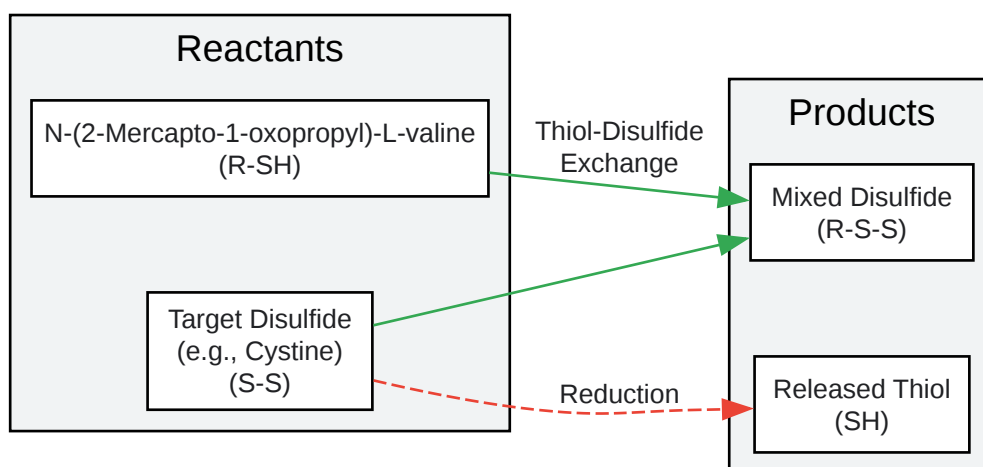 Reactants
N-(2-Mercapto-1-oxopropyl)-L-valine
(R-SH)
Target Disulfide
(e.g., Cystine)
(S-S)
Thiol-Disulfide
Exchange
Reduction
Products
Mixed Disulfide
(R-S-S)
Released Thiol
(SH)